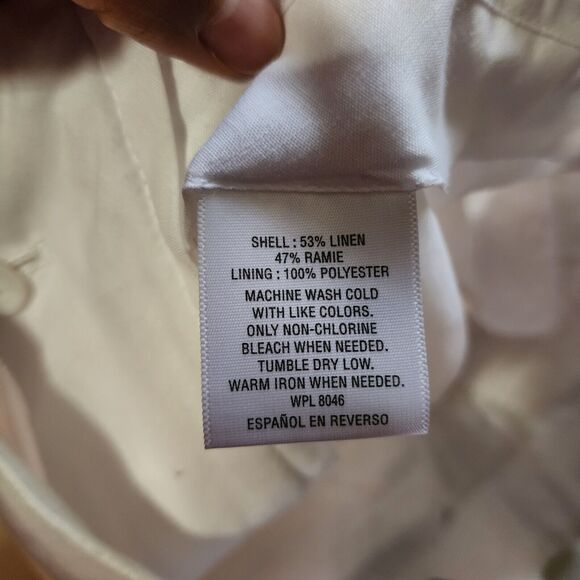 SHELL : 53% LINEN
47% RAMIE
LINING : 100% POLYESTER
MACHINE WASH COLD
WITH LIKE COLORS.
ONLY NON-CHLORINE
BLEACH WHEN NEEDED.
TUMBLE DRY LOW.
WARM IRON WHEN NEEDED.
WPL 8046
ESPAÑOL EN REVERSO